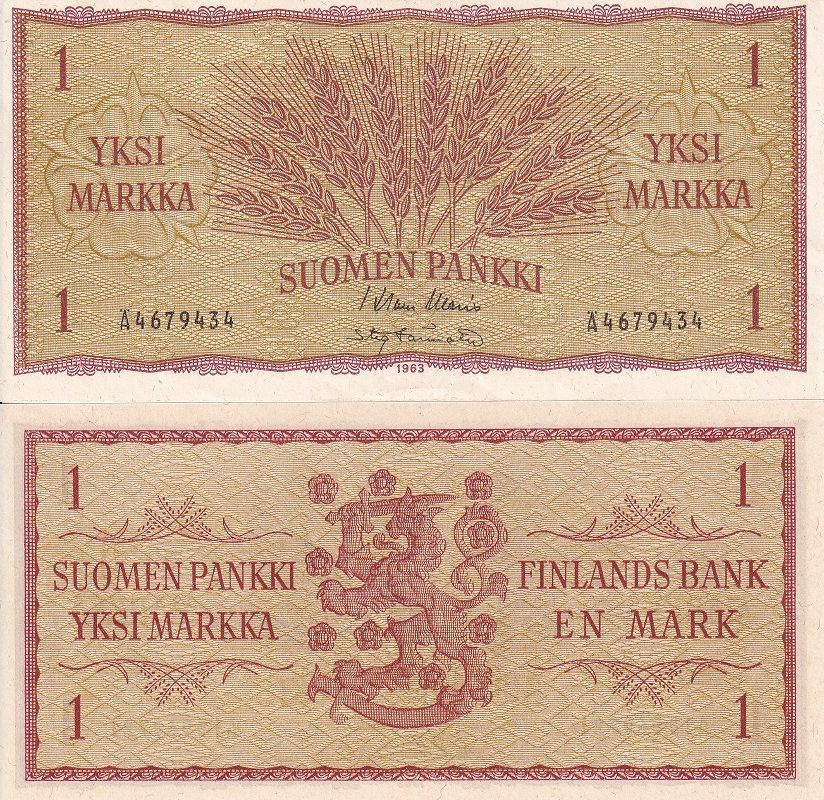 1
1
YKSI
MARKKA
YKSI
MARKKA
SUOMEN PANKKI
1
Ä4679434
Ä4679434
1
1963
1
1
SUOMEN PANKKI
YKSI MARKKA
FINLANDS BANK
EN MARK
1
1